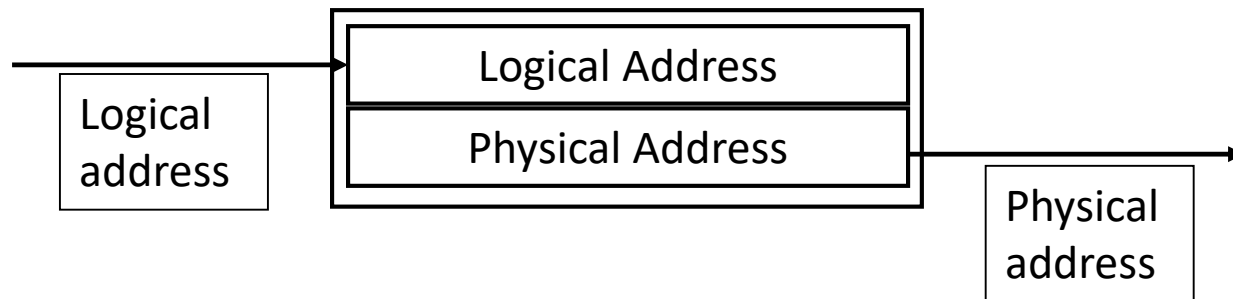 Logical Address
Logical
address
Physical Address
Physical
address